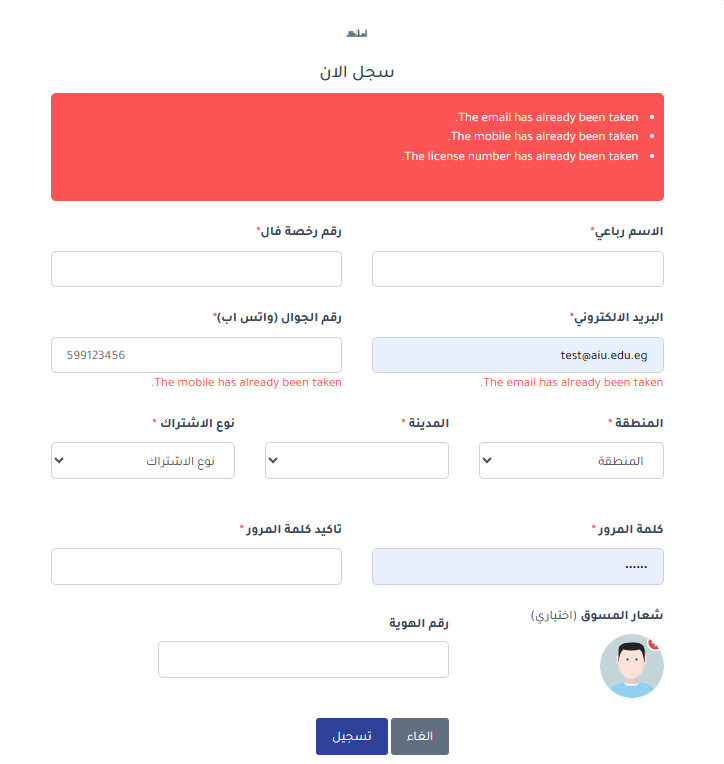 سجل الان
The email has already been taken.
The mobile has already been taken.
The license number has already been taken.
الاسم رباعي*
رقم رخصة فال*
البريد الالكتروني*
رقم الجوال (واتس اب)*
test@aiu.edu.eg
599123456
The email has already been taken.
The mobile has already been taken.
المنطقة *
المدينة *
نوع الاشتراك *
المنطقة
نوع الاشتراك
كلمة المرور *
تاكيد كلمة المرور *
••••••
شعار المسوق (اختياري)
رقم الهوية
الغاء
تسجيل